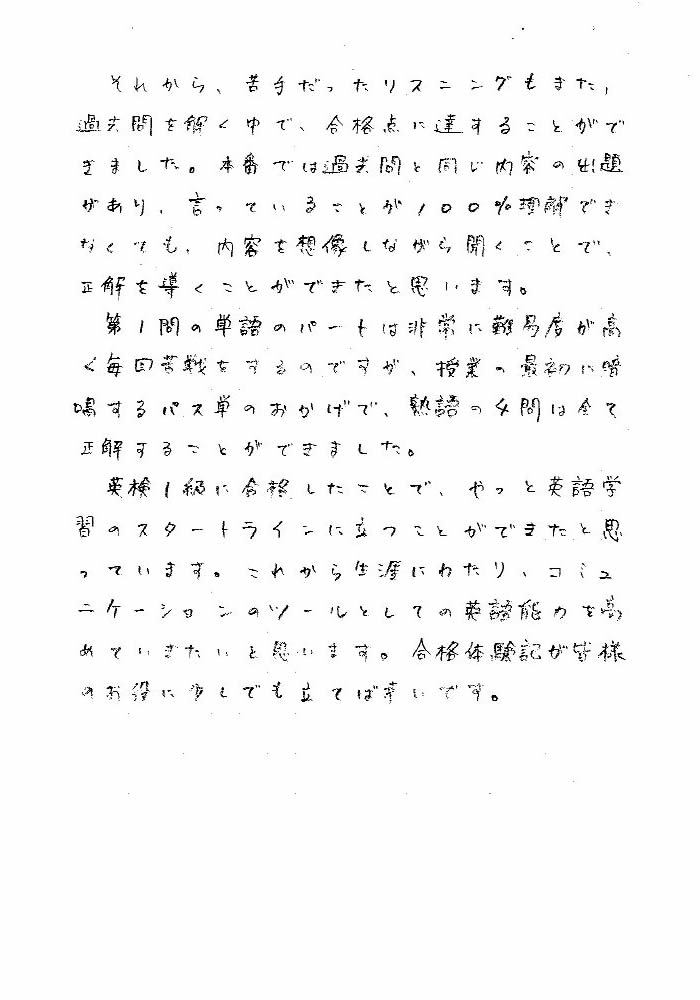 それから、苦手だったリスニングもまた、
過去問を解く中で、合格点に達することがで
きました。本番では過去問と同じ内容の出題
があり、言っていることが100%理解でき
なくても、内容を想像しながら聞くことで、
正解を導くことができたと思います。
第1問の単語のパートは非常に難易度が高
く毎回苦戦をするのですが、授業の最初に暗
唱するパス単のおかげで、熟語の4問は全て
正解することができました。
英検1級に合格したことで、やっと英語学
習のスタートラインに立つことができたと思
っています。これから生涯にわたり、コミュ
ニケーションのツールとしての英語能力を高
めていきたいと思います。合格体験記が皆様
のお役に少しでも立てば幸いです。